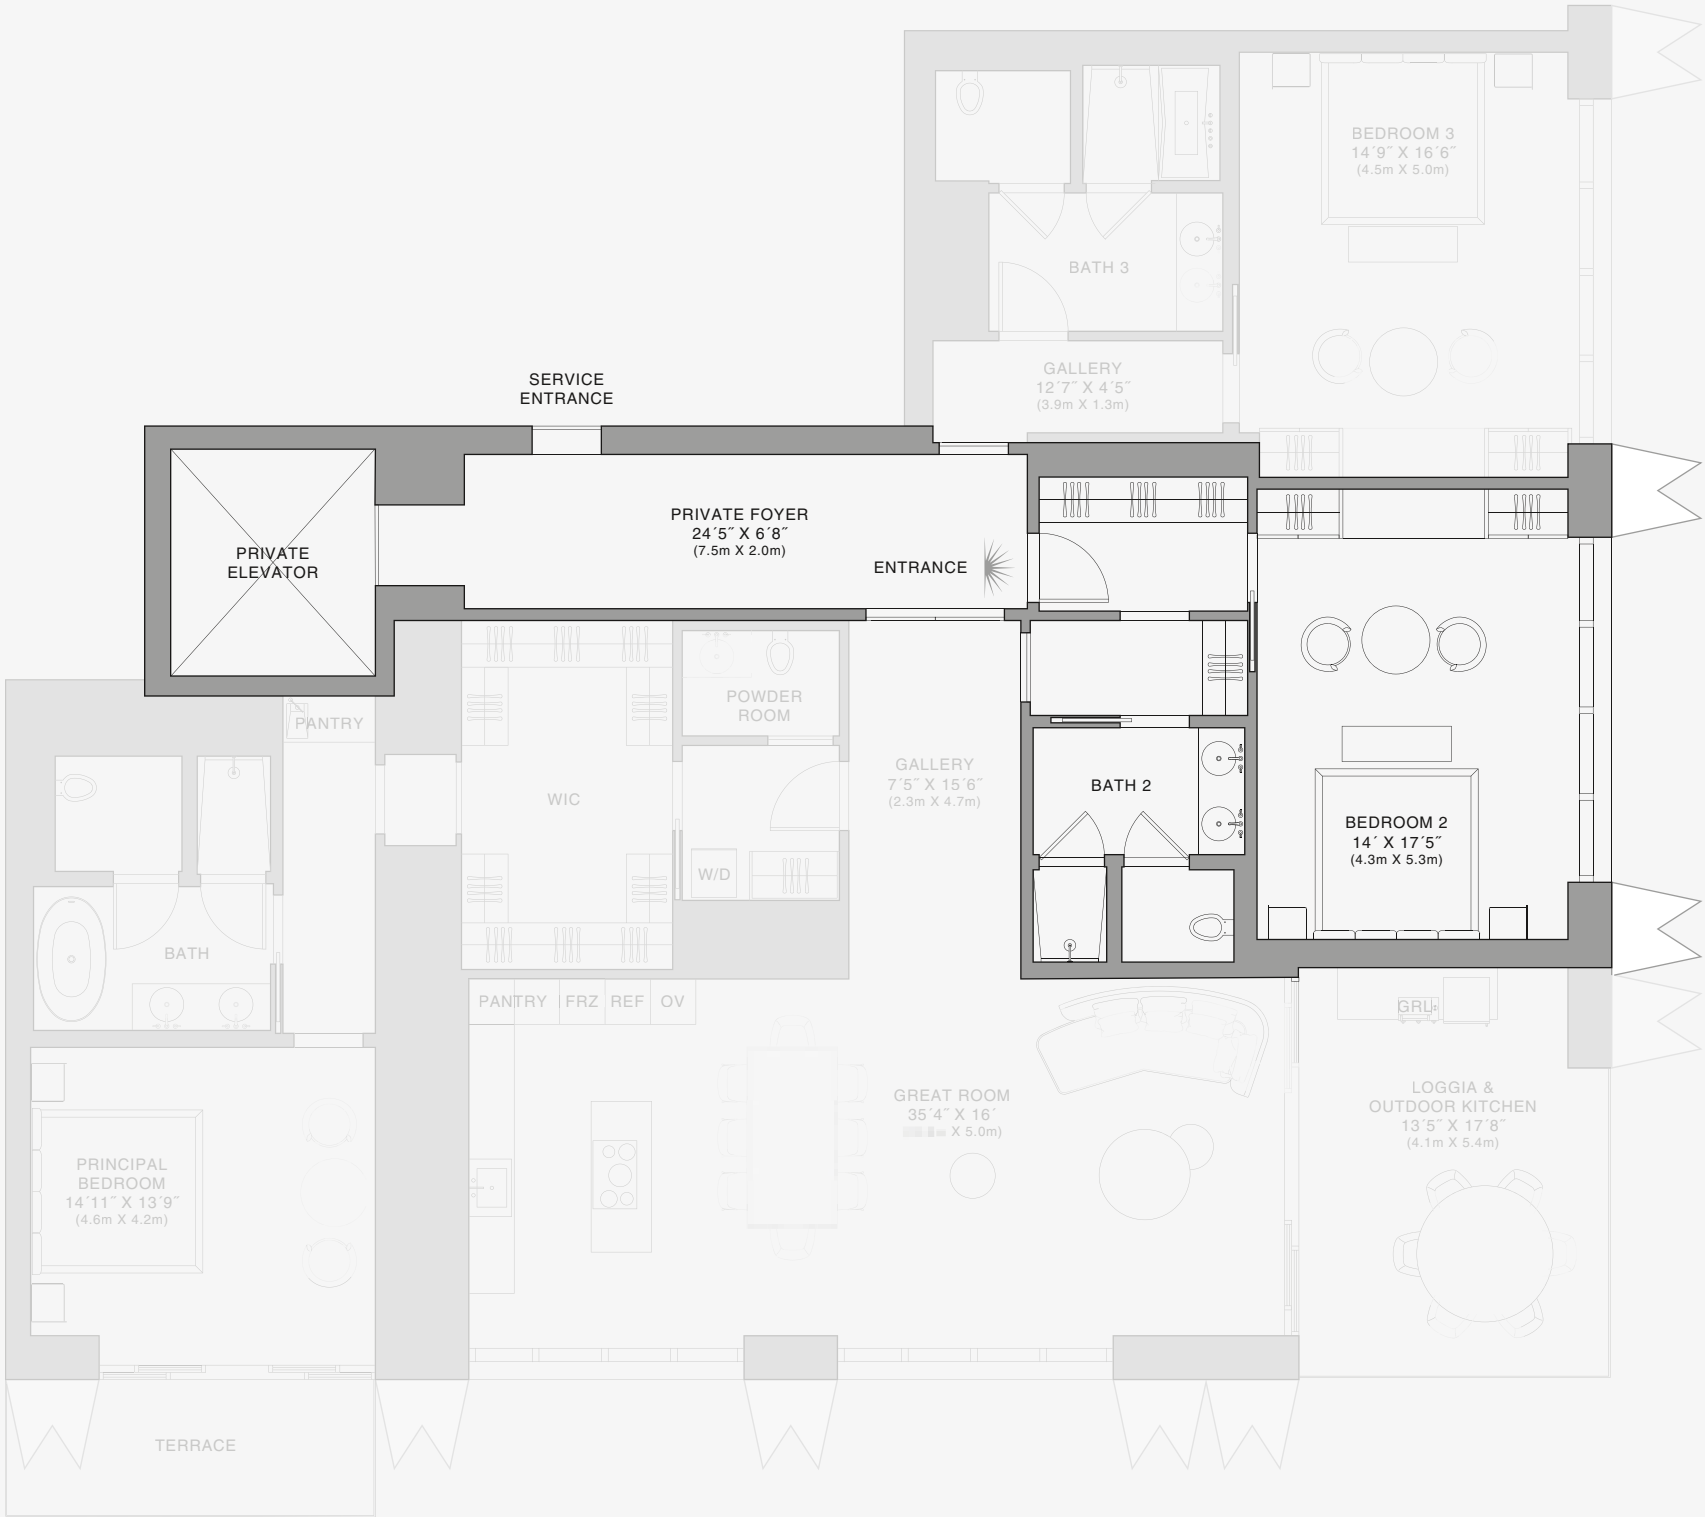 BEDROOM 3
14´9˝ X 16´6˝
(4.5m X 5.0m)
BATH 3
GALLERY
12´7˝ X 4´5˝
(3.9m X 1.3m)
SERVICE
ENTRANCE
PRIVATE
ELEVATOR
PRIVATE FOYER
24´5˝ X 6´8˝
(7.5m X 2.0m)
ENTRANCE
PANTRY
POWDER
ROOM
WIC
W/D
GALLERY
7´5˝ X 15´6˝
(2.3m X 4.7m)
BATH 2
BEDROOM 2
14´ X 17´5˝
(4.3m X 5.3m)
BATH
PANTRY
FRZ
REF
OV
GRL
GREAT ROOM
35´4˝ X 16´
X 5.0m)
LOGGIA &
OUTDOOR KITCHEN
13´5˝ X 17´8˝
(4.1m X 5.4m)
PRINCIPAL
BEDROOM
14´11˝ X 13´9˝
(4.6m X 4.2m)
TERRACE